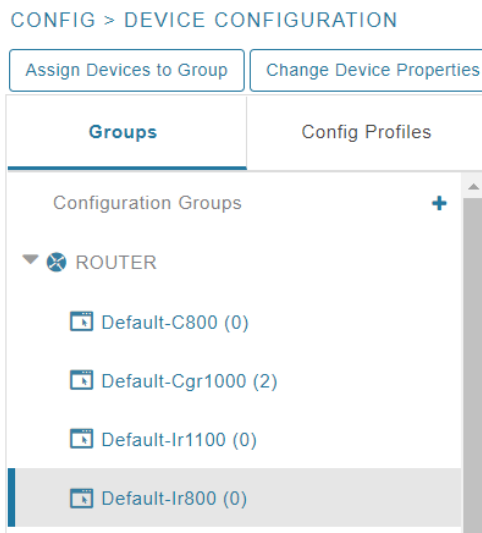 CONFIG > DEVICE CONFIGURATION
Assign Devices to Group Change Device Properties
Groups Config Profiles
Configuration Groups +
ROUTER
Default-C800 (0)
Default-Cgr1000 (2)
Default-Ir1100 (0)
Default-Ir800 (0)